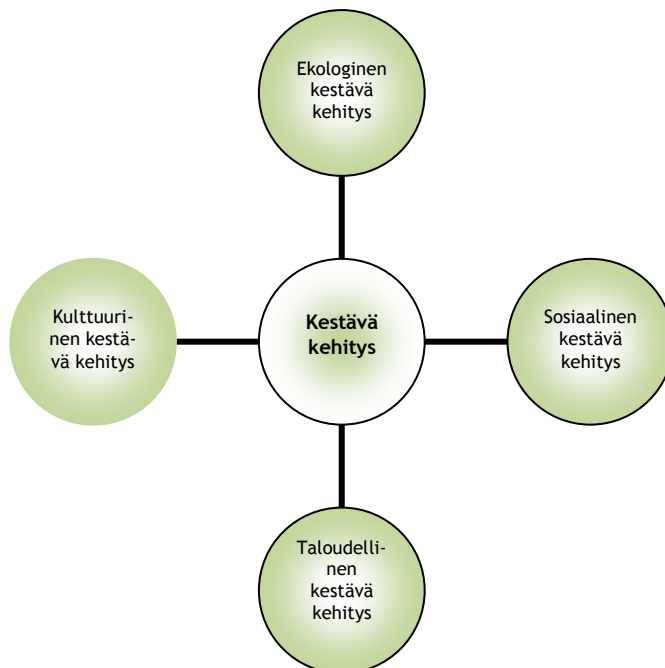 Ekologinen
kestävä
kehitys
Kulttuuri-
nen kestä-
vä kehitys
Kestävä
kehitys
Sosiaalinen
kestävä
kehitys
Taloudelli-
nen
kestävä
kehitys